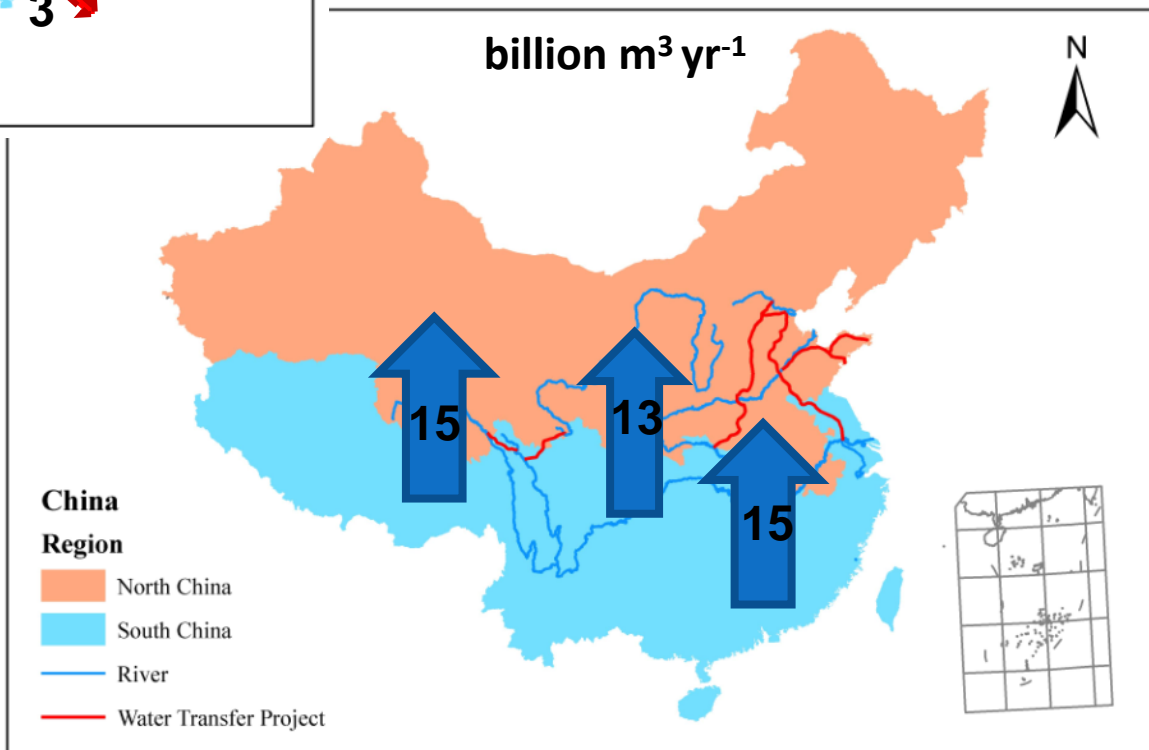 3
billion m³ yr⁻¹
N
15
13
15
China
Region
North China
South China
River
Water Transfer Project